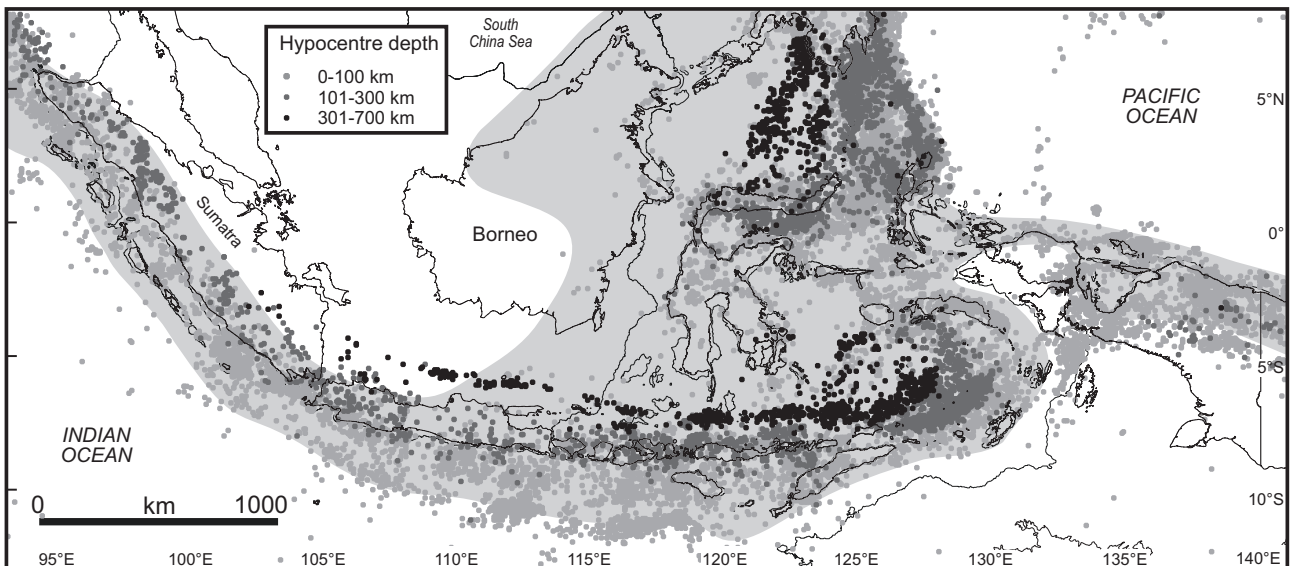 South
China Sea
Hypocentre depth
0-100 km
101-300 km
301-700 km
PACIFIC
OCEAN
5°N
Sumatra
Borneo
0°
5°S
INDIAN
OCEAN
0 km 1000
10°S
95°E 100°E 105°E 110°E 115°E 120°E 125°E 130°E 135°E 140°E